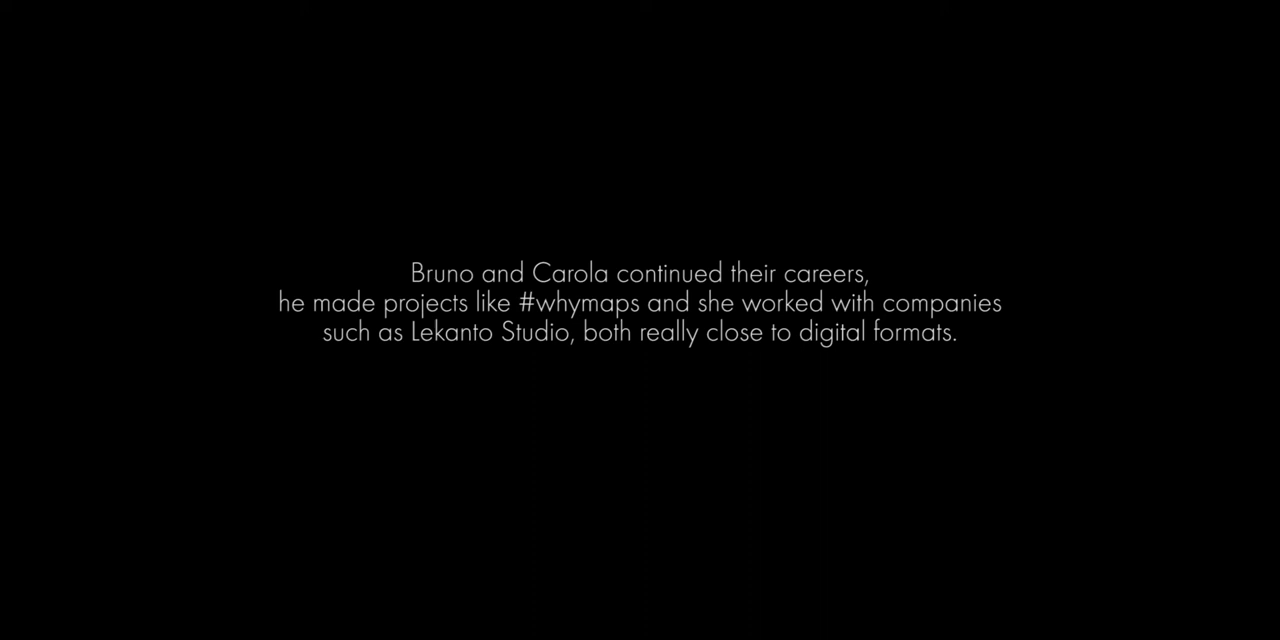 Bruno and Carola continued their careers,
he made projects like #whymaps and she worked with companies
such as Lekanto Studio, both really close to digital formats.